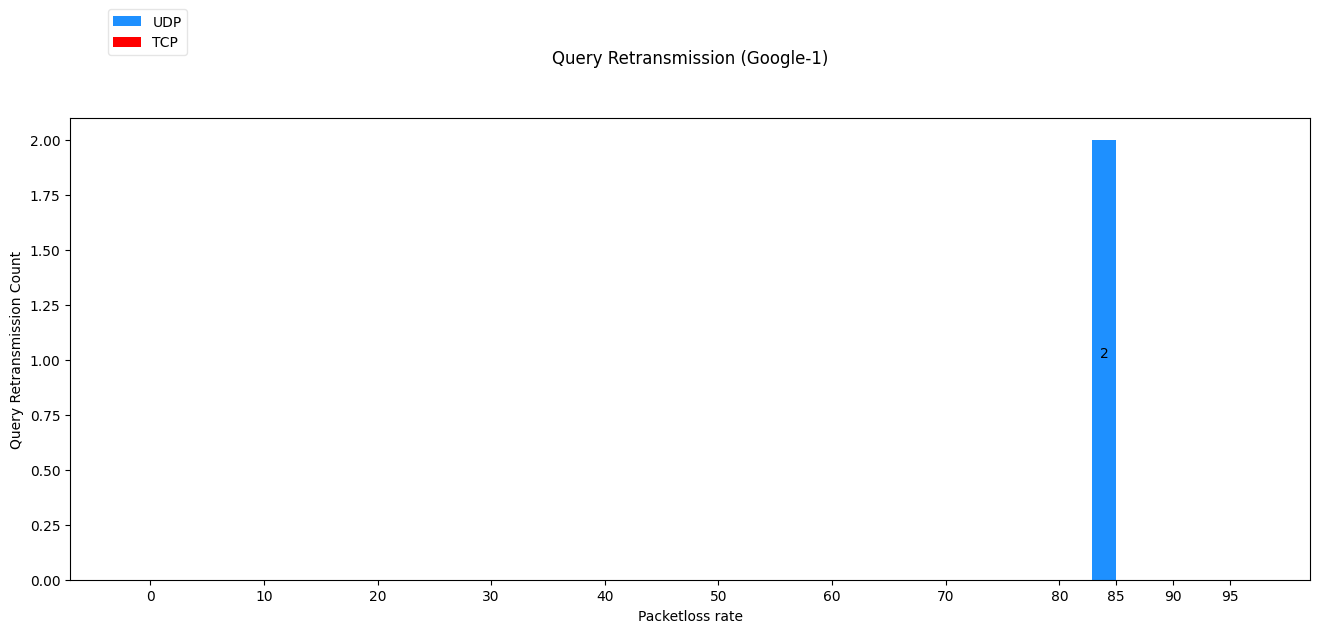 UDP
TCP
Query Retransmission (Google-1)
Query Retransmission Count
2.00
1.75
1.50
1.25
1.00
0.75
0.50
0.25
0.00
2
0 10 20 30 40 50 60 70 80 85 90 95
Packetloss rate